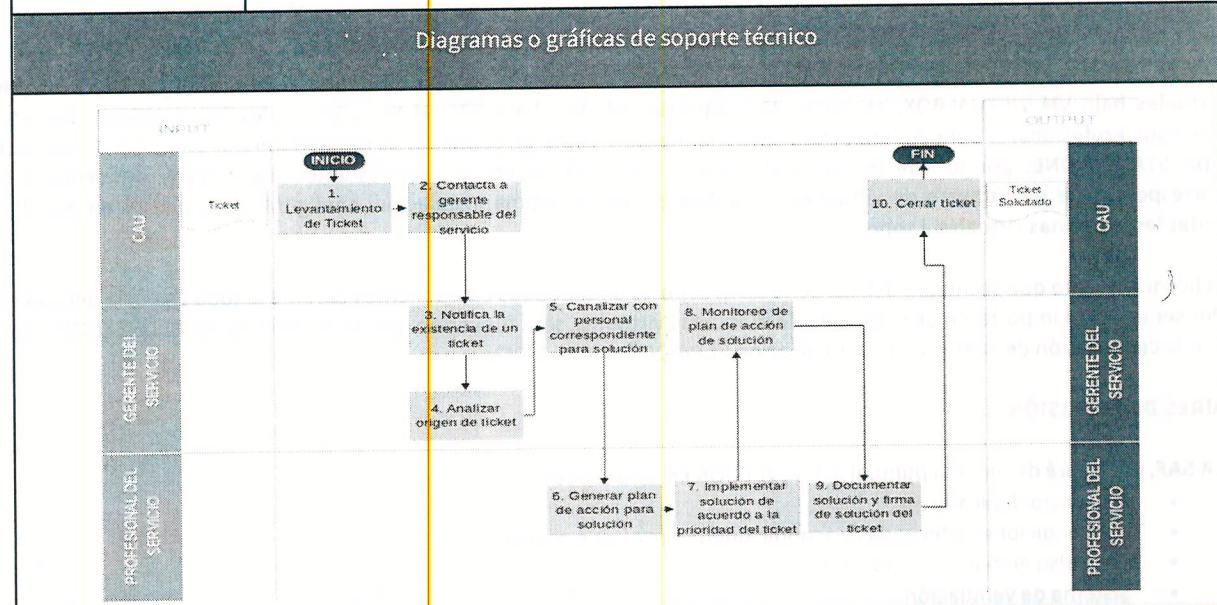 Diagramas o gráficas de soporte técnico
INPUT
OUTPUT
INICIO
FIN
CAU
Ticket
1.
Levantamiento
de Ticket
2. Contacta a
gerente
responsable del
servicio
10. Cerrar ticket
Ticket
Solicitado
CAU
GERENTE DEL
SERVICIO
3. Notifica la
existencia de un
ticket
4. Analizar
origen de ticket
5. Canalizar con
personal
correspondiente
para solución
8. Monitoreo de
plan de acción
de solución
GERENTE DEL
SERVICIO
PROFESIONAL DEL
SERVICIO
6. Generar plan
de acción para
solución
7. Implementar
solución de
acuerdo a la
prioridad del ticket
9. Documentar
solución y firma
de solución del
ticket
PROFESIONAL DEL
SERVICIO